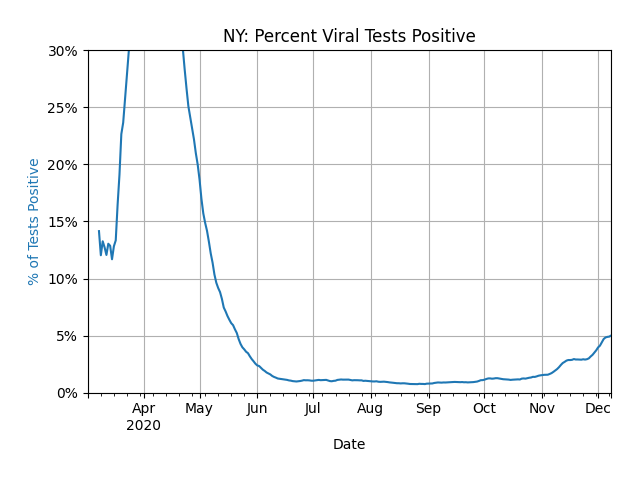 NY: Percent Viral Tests Positive
30%
25%
20%
15%
10%
5%
0%
% of Tests Positive
Apr May Jun Jul Aug Sep Oct Nov Dec
2020
Date